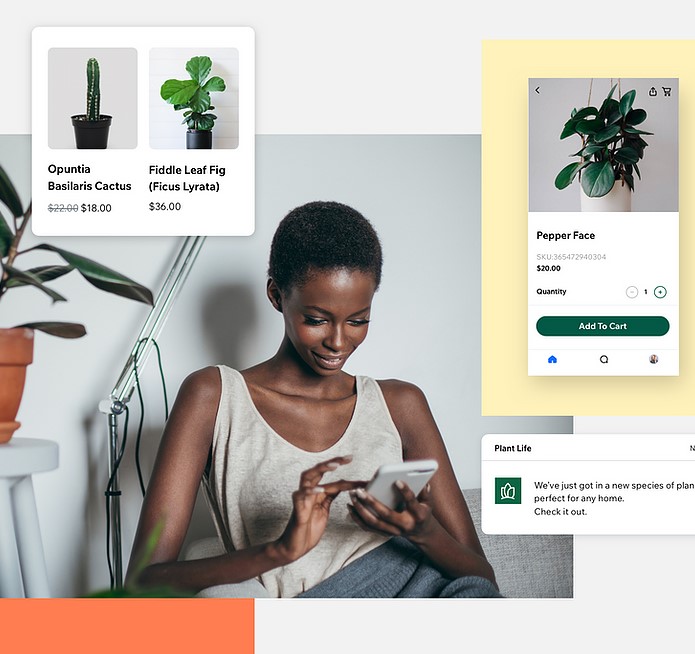 Opuntia
Basilaris Cactus
$22.00 $18.00
Fiddle Leaf Fig
(Ficus Lyrata)
$36.00
Pepper Face
SKU:365472940304
$20.00
Quantity
1
Add To Cart
Plant Life
We've just got in a new species of plan
perfect for any home.
Check it out.